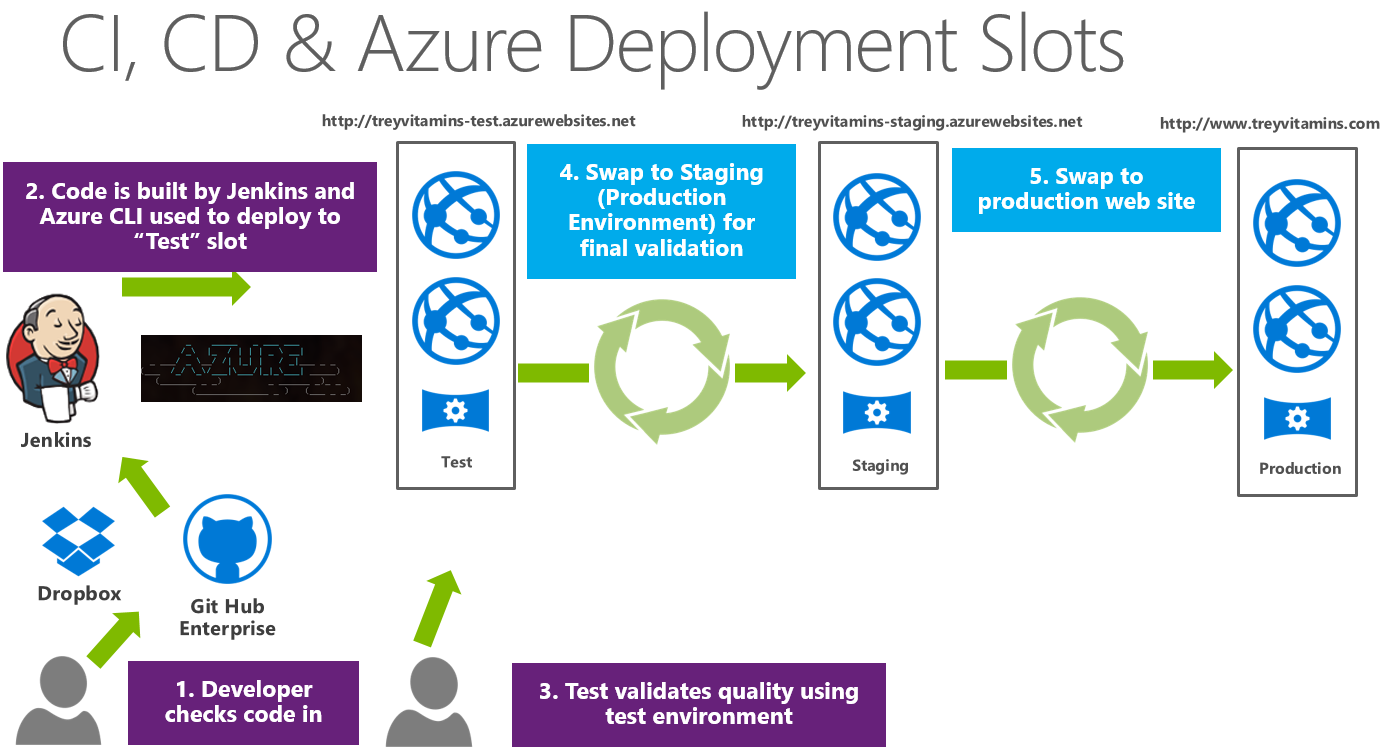 CI, CD & Azure Deployment Slots
http://treyvitamins-test.azurewebsites.net
http://treyvitamins-staging.azurewebsites.net
http://www.treyvitamins.com
2. Code is built by Jenkins and
Azure CLI used to deploy to
“Test” slot
4. Swap to Staging
(Production
Environment) for
final validation
5. Swap to
production web site
AZURE
Jenkins
Test
Staging
Production
Dropbox
Git Hub
Enterprise
1. Developer
checks code in
3. Test validates quality using
test environment